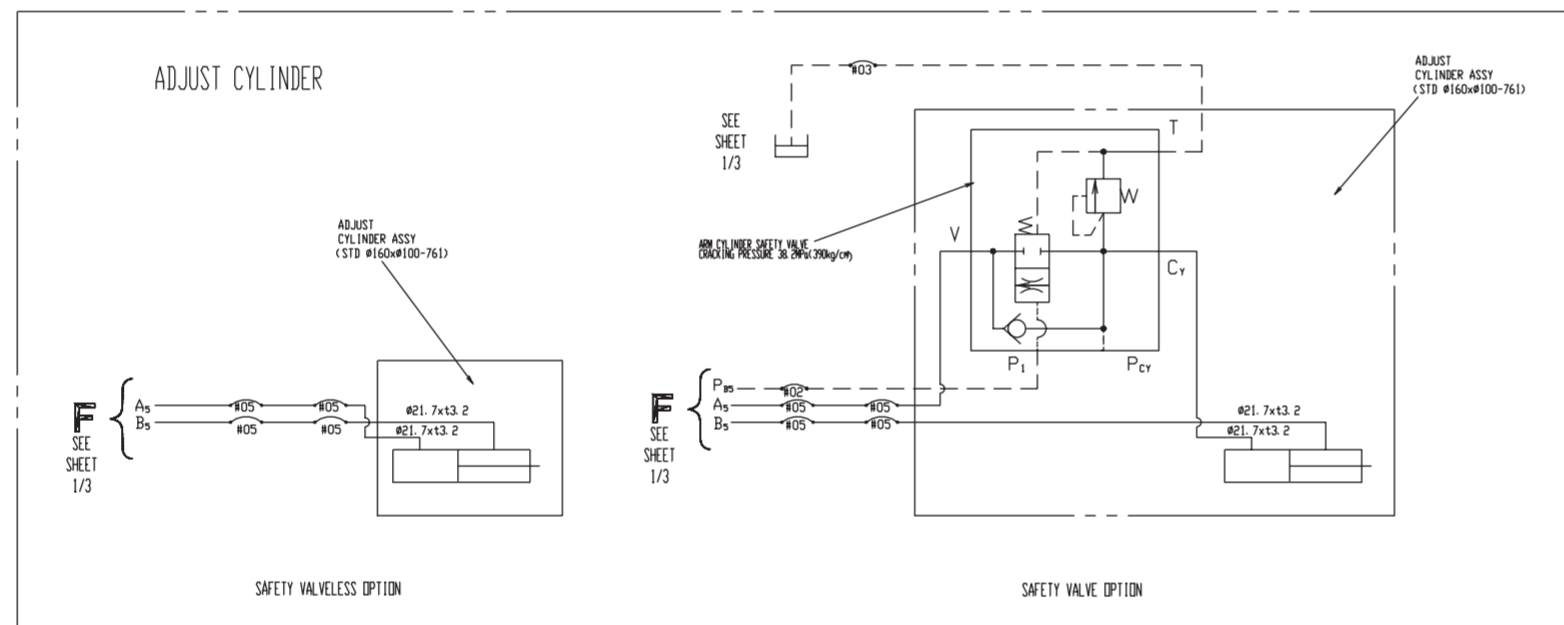 ADJUST CYLINDER
ADJUST
CYLINDER ASSY
(STD ø160xø100-761)
F
SEE
SHEET
1/3
A5
B5
#05
#05
#05
#05
ø21.7xt3.2
ø21.7xt3.2
SAFETY VALVELESS OPTION
SEE
SHEET
1/3
#03
ADJUST
CYLINDER ASSY
(STD ø160xø100-761)
ARM CYLINDER SAFETY VALVE
CRACKING PRESSURE 38.2MPa(390kg/cm²)
T
V
CY
P1
PCY
F
SEE
SHEET
1/3
PB5
A5
B5
#02
#05
#05
#05
#05
ø21.7xt3.2
ø21.7xt3.2
SAFETY VALVE OPTION